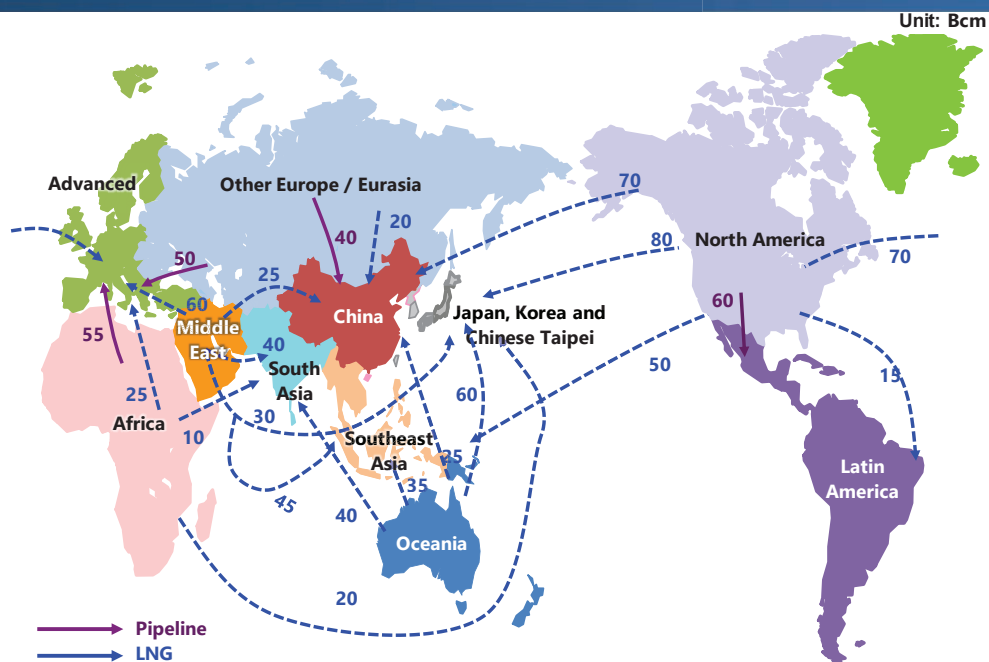 Unit: Bcm
Advanced
Other Europe / Eurasia
70
20
40
80
North America
70
50
25
60
60
China
Japan, Korea and
Chinese Taipei
Middle
East
55
40
South
Asia
50
15
25
60
Africa
30
10
Southeast
Asia
25
35
Latin
America
45
40
Oceania
20
Pipeline
LNG